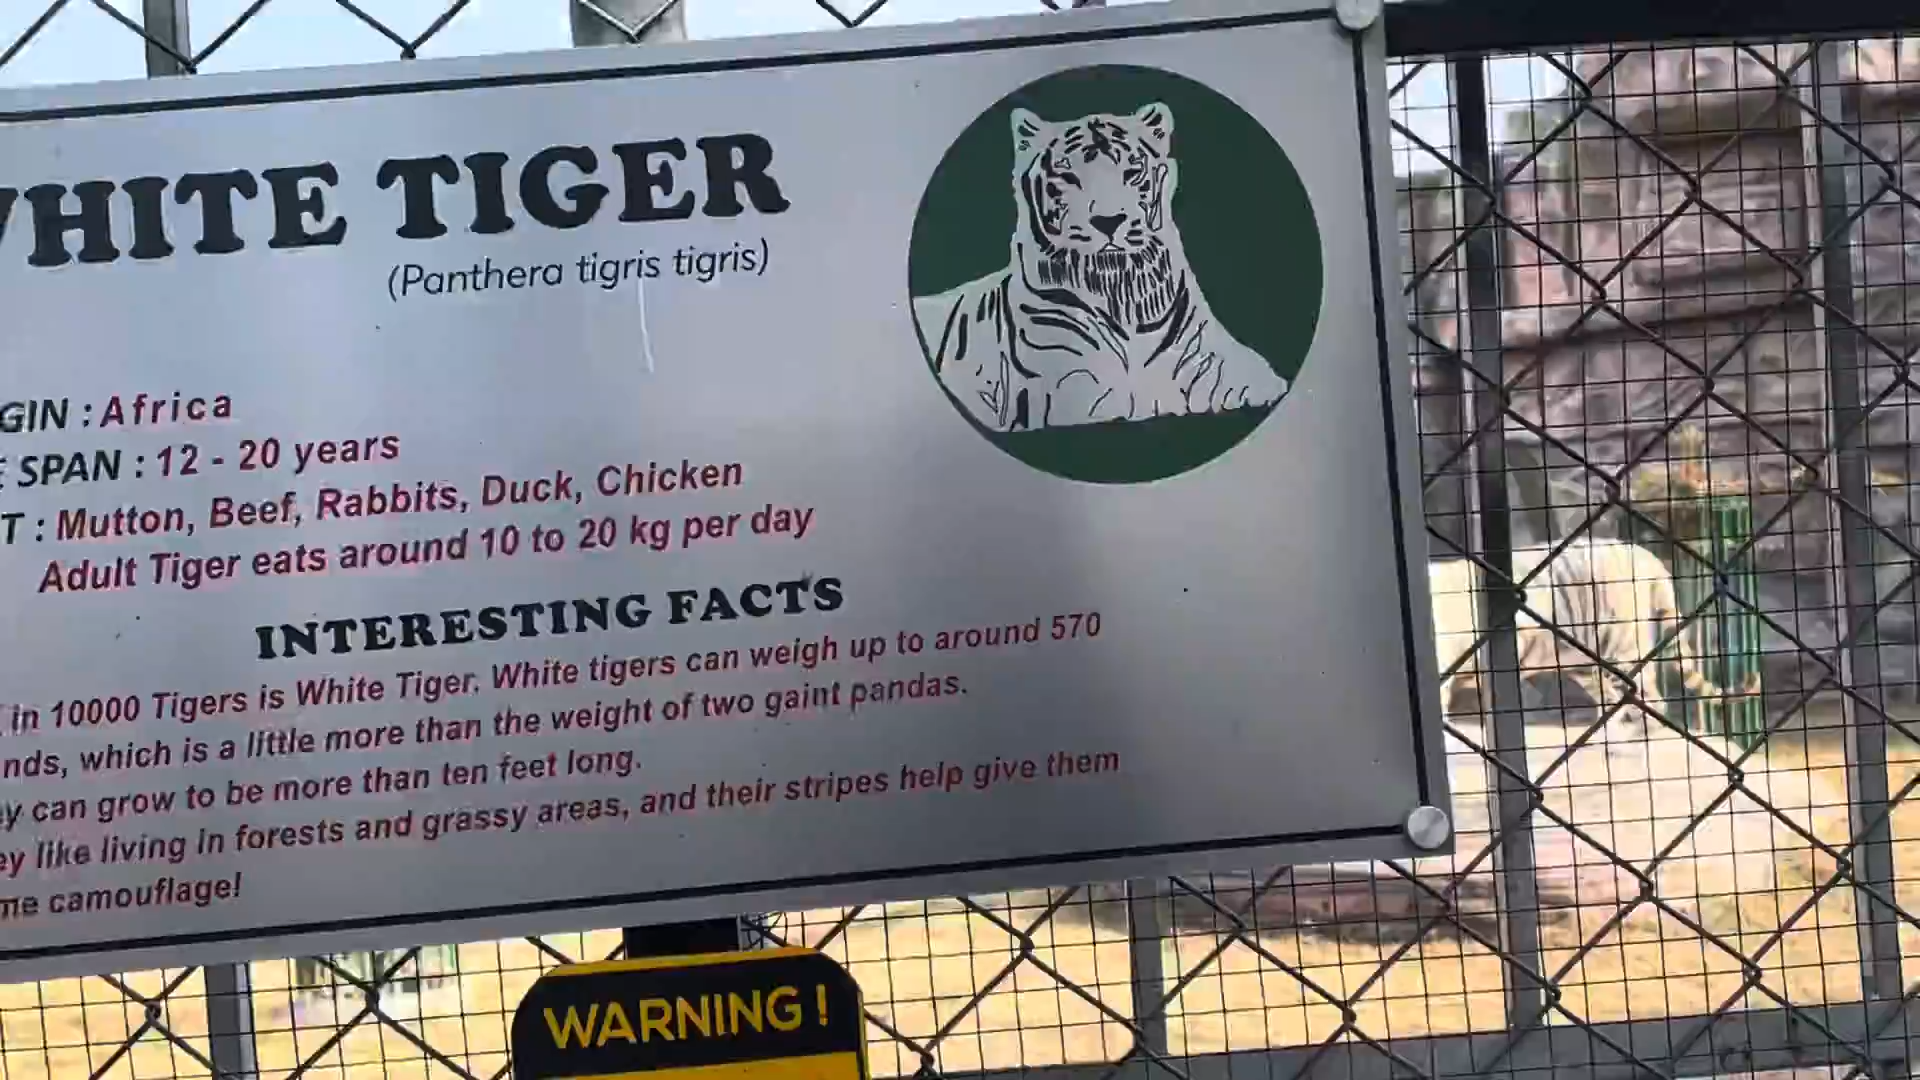 WHITE TIGER
(Panthera tigris tigris)
GIN : Africa
SPAN : 12 - 20 years
T : Mutton, Beef, Rabbits, Duck, Chicken
Adult Tiger eats around 10 to 20 kg per day
INTERESTING FACTS
in 10000 Tigers is White Tiger. White tigers can weigh up to around 570
nds, which is a little more than the weight of two gaint pandas.
y can grow to be more than ten feet long.
ey like living in forests and grassy areas, and their stripes help give them
me camouflage!
WARNING !